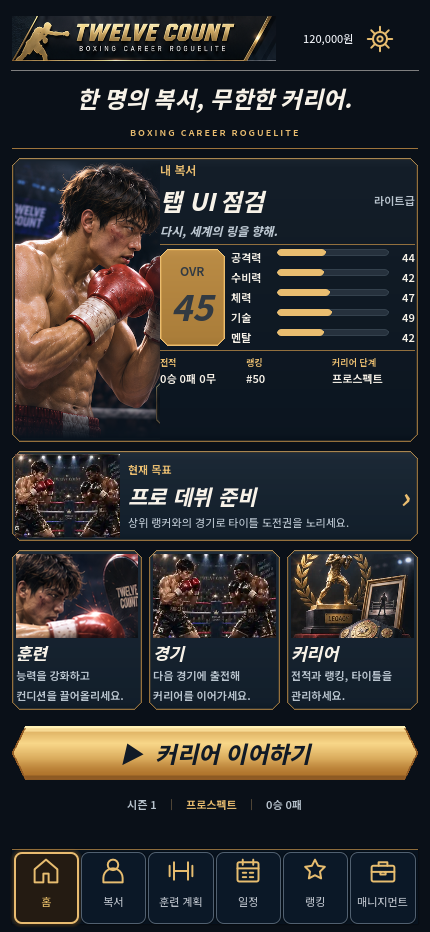 TWELVE COUNT
BOXING CAREER ROGUELITE
120,000원
한 명의 복서, 무한한 커리어.
BOXING CAREER ROGUELITE
내 복서
탭 UI 점검
라이트급
다시, 세계의 링을 향해.
OVR
45
공격력 44
수비력 42
체력 47
기술 49
멘탈 42
전적 랭킹 커리어 단계
0승 0패 0무 #50 프로스펙트
현재 목표
프로 데뷔 준비
상위 랭커와의 경기로 타이틀 도전권을 노리세요.
훈련
능력을 강화하고
컨디션을 끌어올리세요.
경기
다음 경기에 출전해
커리어를 이어가세요.
커리어
전적과 랭킹, 타이틀을
관리하세요.
커리어 이어하기
시즌 1 프로스펙트 0승 0패
홈 복서 훈련 계획 일정 랭킹 매니지먼트